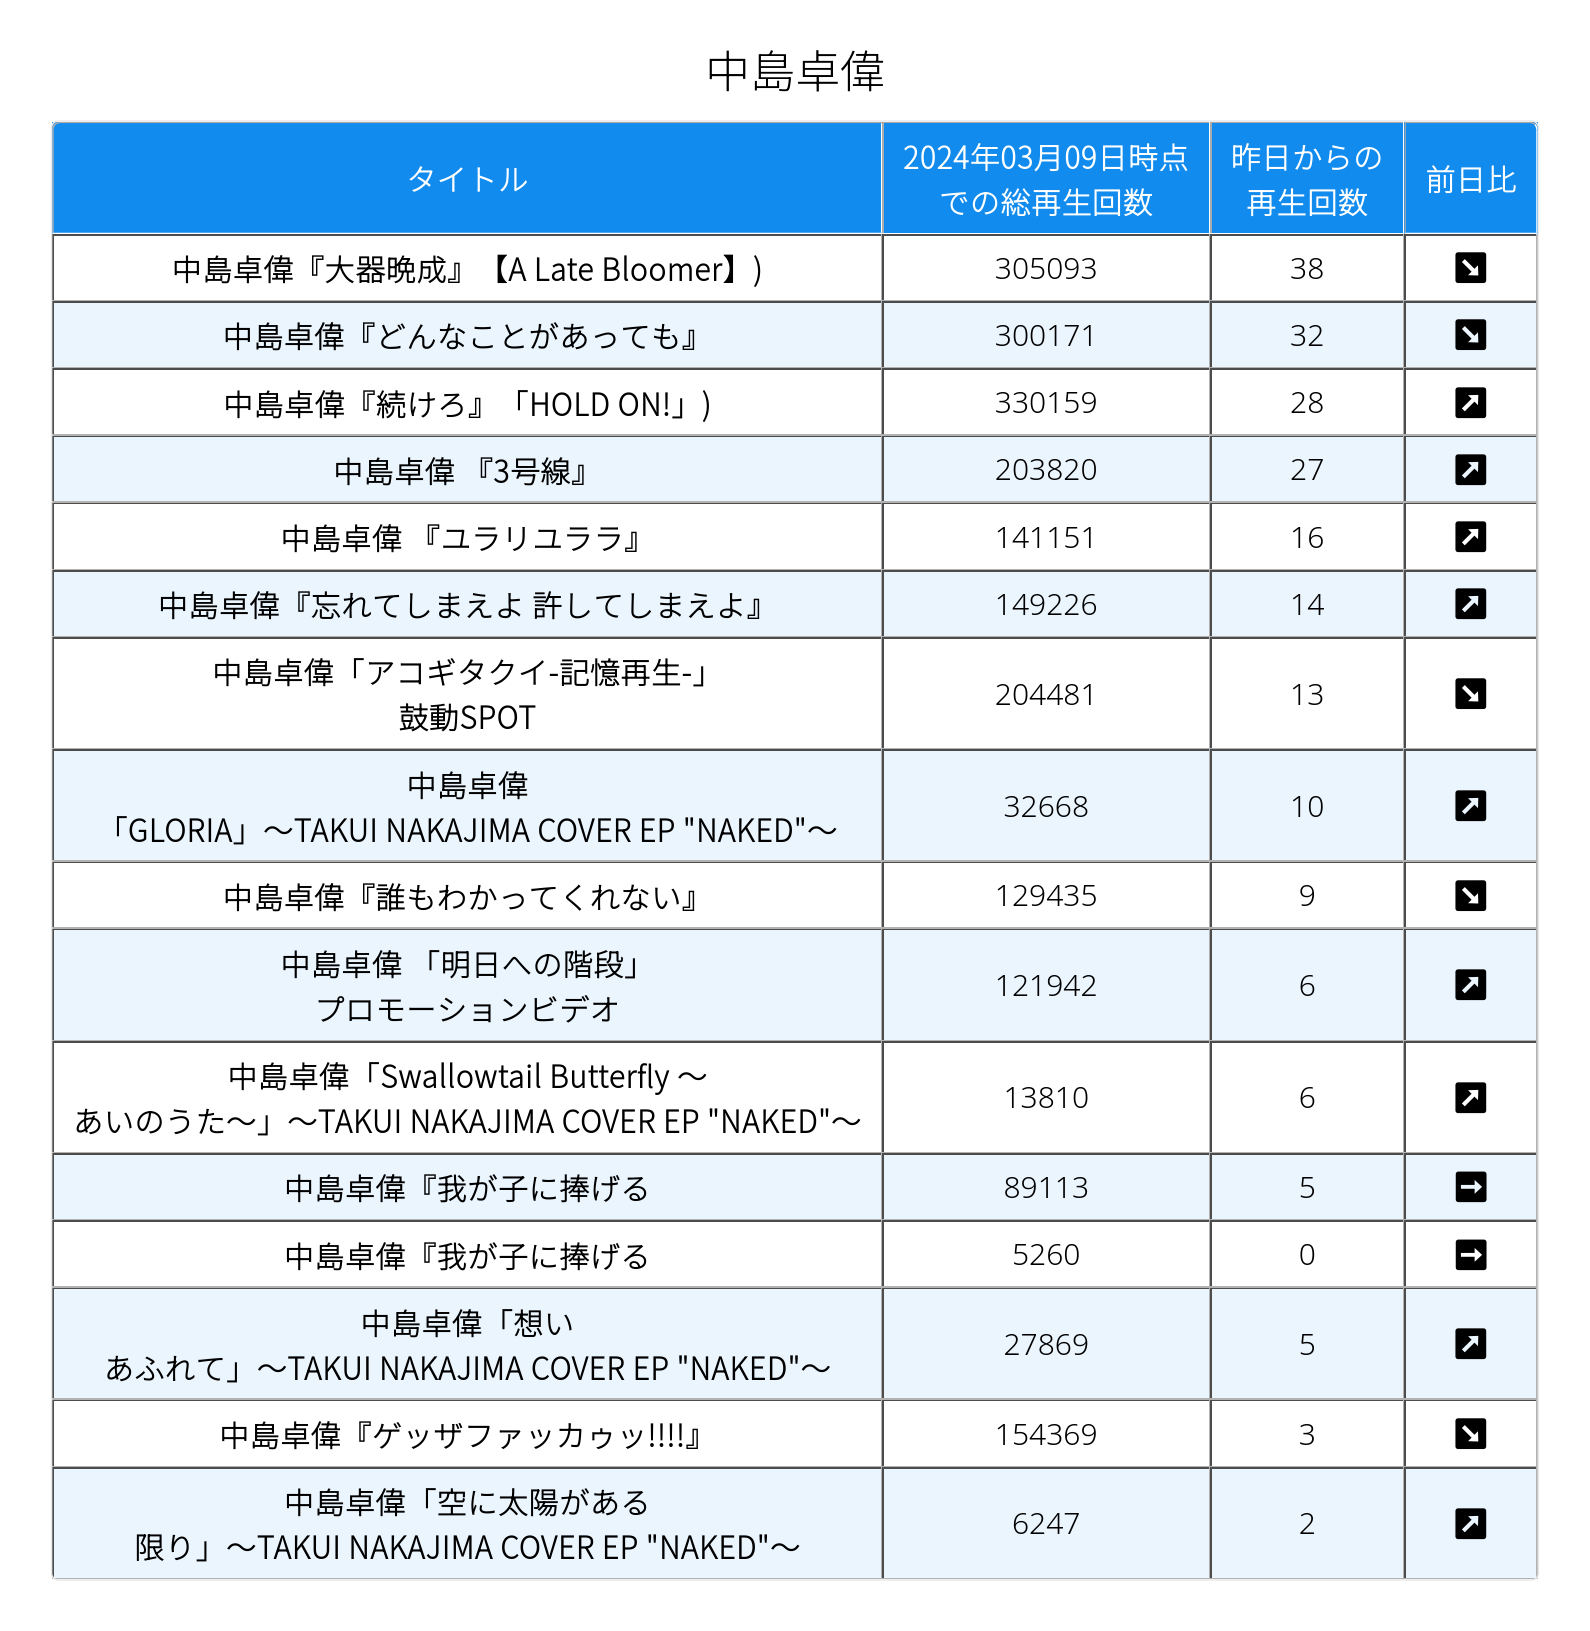 中島卓偉
タイトル
2024年03月09日時点
での総再生回数
昨日からの
再生回数
前日比
中島卓偉『大器晩成』【A Late Bloomer】)
305093
38
中島卓偉『どんなことがあっても』
300171
32
中島卓偉『続けろ』「HOLD ON!」)
330159
28
中島卓偉 『3号線』
203820
27
中島卓偉 『ユラリユララ』
141151
16
中島卓偉『忘れてしまえよ 許してしまえよ』
149226
14
中島卓偉「アコギタクイ-記憶再生-」
鼓動SPOT
204481
13
中島卓偉
「GLORIA」～TAKUI NAKAJIMA COVER EP "NAKED"～
32668
10
中島卓偉『誰もわかってくれない』
129435
9
中島卓偉 「明日への階段」
プロモーションビデオ
121942
6
中島卓偉「Swallowtail Butterfly ～
あいのうた～」～TAKUI NAKAJIMA COVER EP "NAKED"～
13810
6
中島卓偉『我が子に捧げる
89113
5
中島卓偉『我が子に捧げる
5260
0
中島卓偉「想い
あふれて」～TAKUI NAKAJIMA COVER EP "NAKED"～
27869
5
中島卓偉『ゲッザファッカゥッ!!!!』
154369
3
中島卓偉「空に太陽がある
限り」～TAKUI NAKAJIMA COVER EP "NAKED"～
6247
2